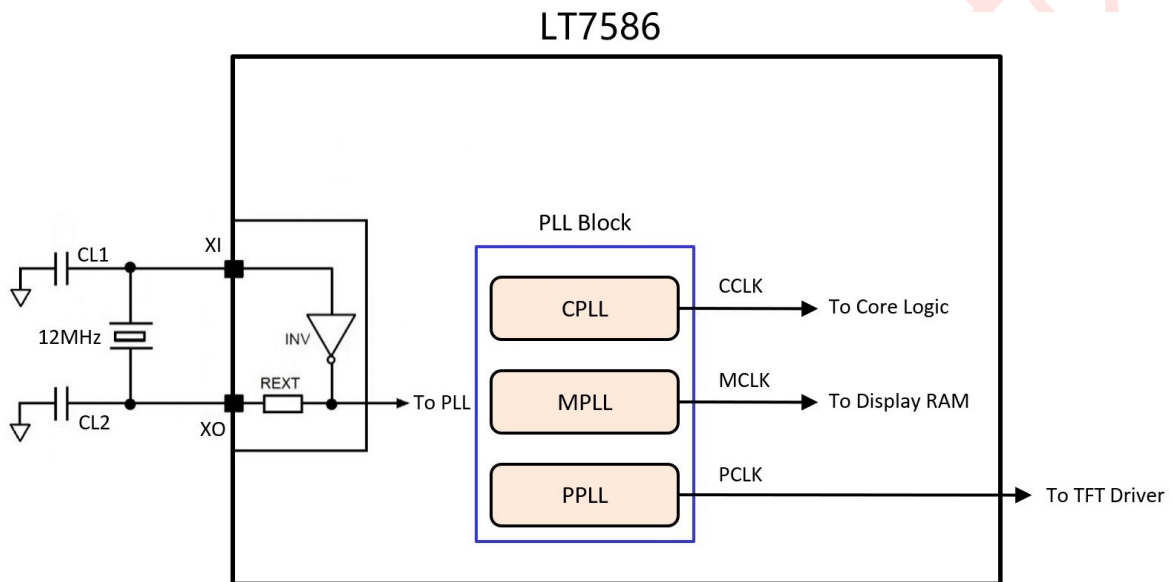 LT7586
PLL Block
XI
CL1
CCLK
CPLL
To Core Logic
12MHz
INV
REXT
MCLK
To PLL
MPLL
To Display RAM
CL2
XO
PCLK
PPLL
To TFT Driver